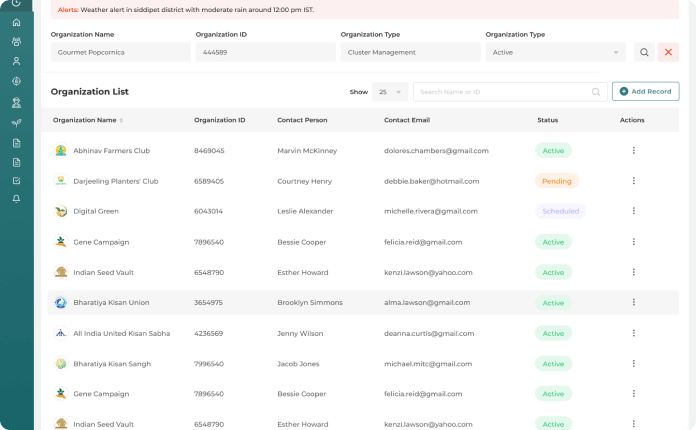 Alerts: Weather alert in siddipet district with moderate rain around 12:00 pm IST.
Organization Name Organization ID Organization Type Organization Type
Gourmet Popcornica 444589 Cluster Management Active
Organization List Show 25 Search Name or ID Add Record
Organization Name Organization ID Contact Person Contact Email Status Actions
Abhinav Farmers Club 8469045 Marvin McKinney dolores.chambers@gmail.com Active
Darjeeling Planters' Club 6589405 Courtney Henry debbie.baker@hotmail.com Pending
Digital Green 6043014 Leslie Alexander michelle.rivera@gmail.com Scheduled
Gene Campaign 7896540 Bessie Cooper felicia.reid@gmail.com Active
Indian Seed Vault 6548790 Esther Howard kenzi.lawson@yahoo.com Active
Bharatiya Kisan Union 3654975 Brooklyn Simmons alma.lawson@gmail.com Active
All India United Kisan Sabha 4236569 Jenny Wilson deanna.curtis@gmail.com Active
Bharatiya Kisan Sangh 7996540 Jacob Jones michael.mitc@gmail.com Active
Gene Campaign 7896540 Bessie Cooper felicia.reid@gmail.com Active
Indian Seed Vault 6548790 Esther Howard kenzi.lawson@yahoo.com Active